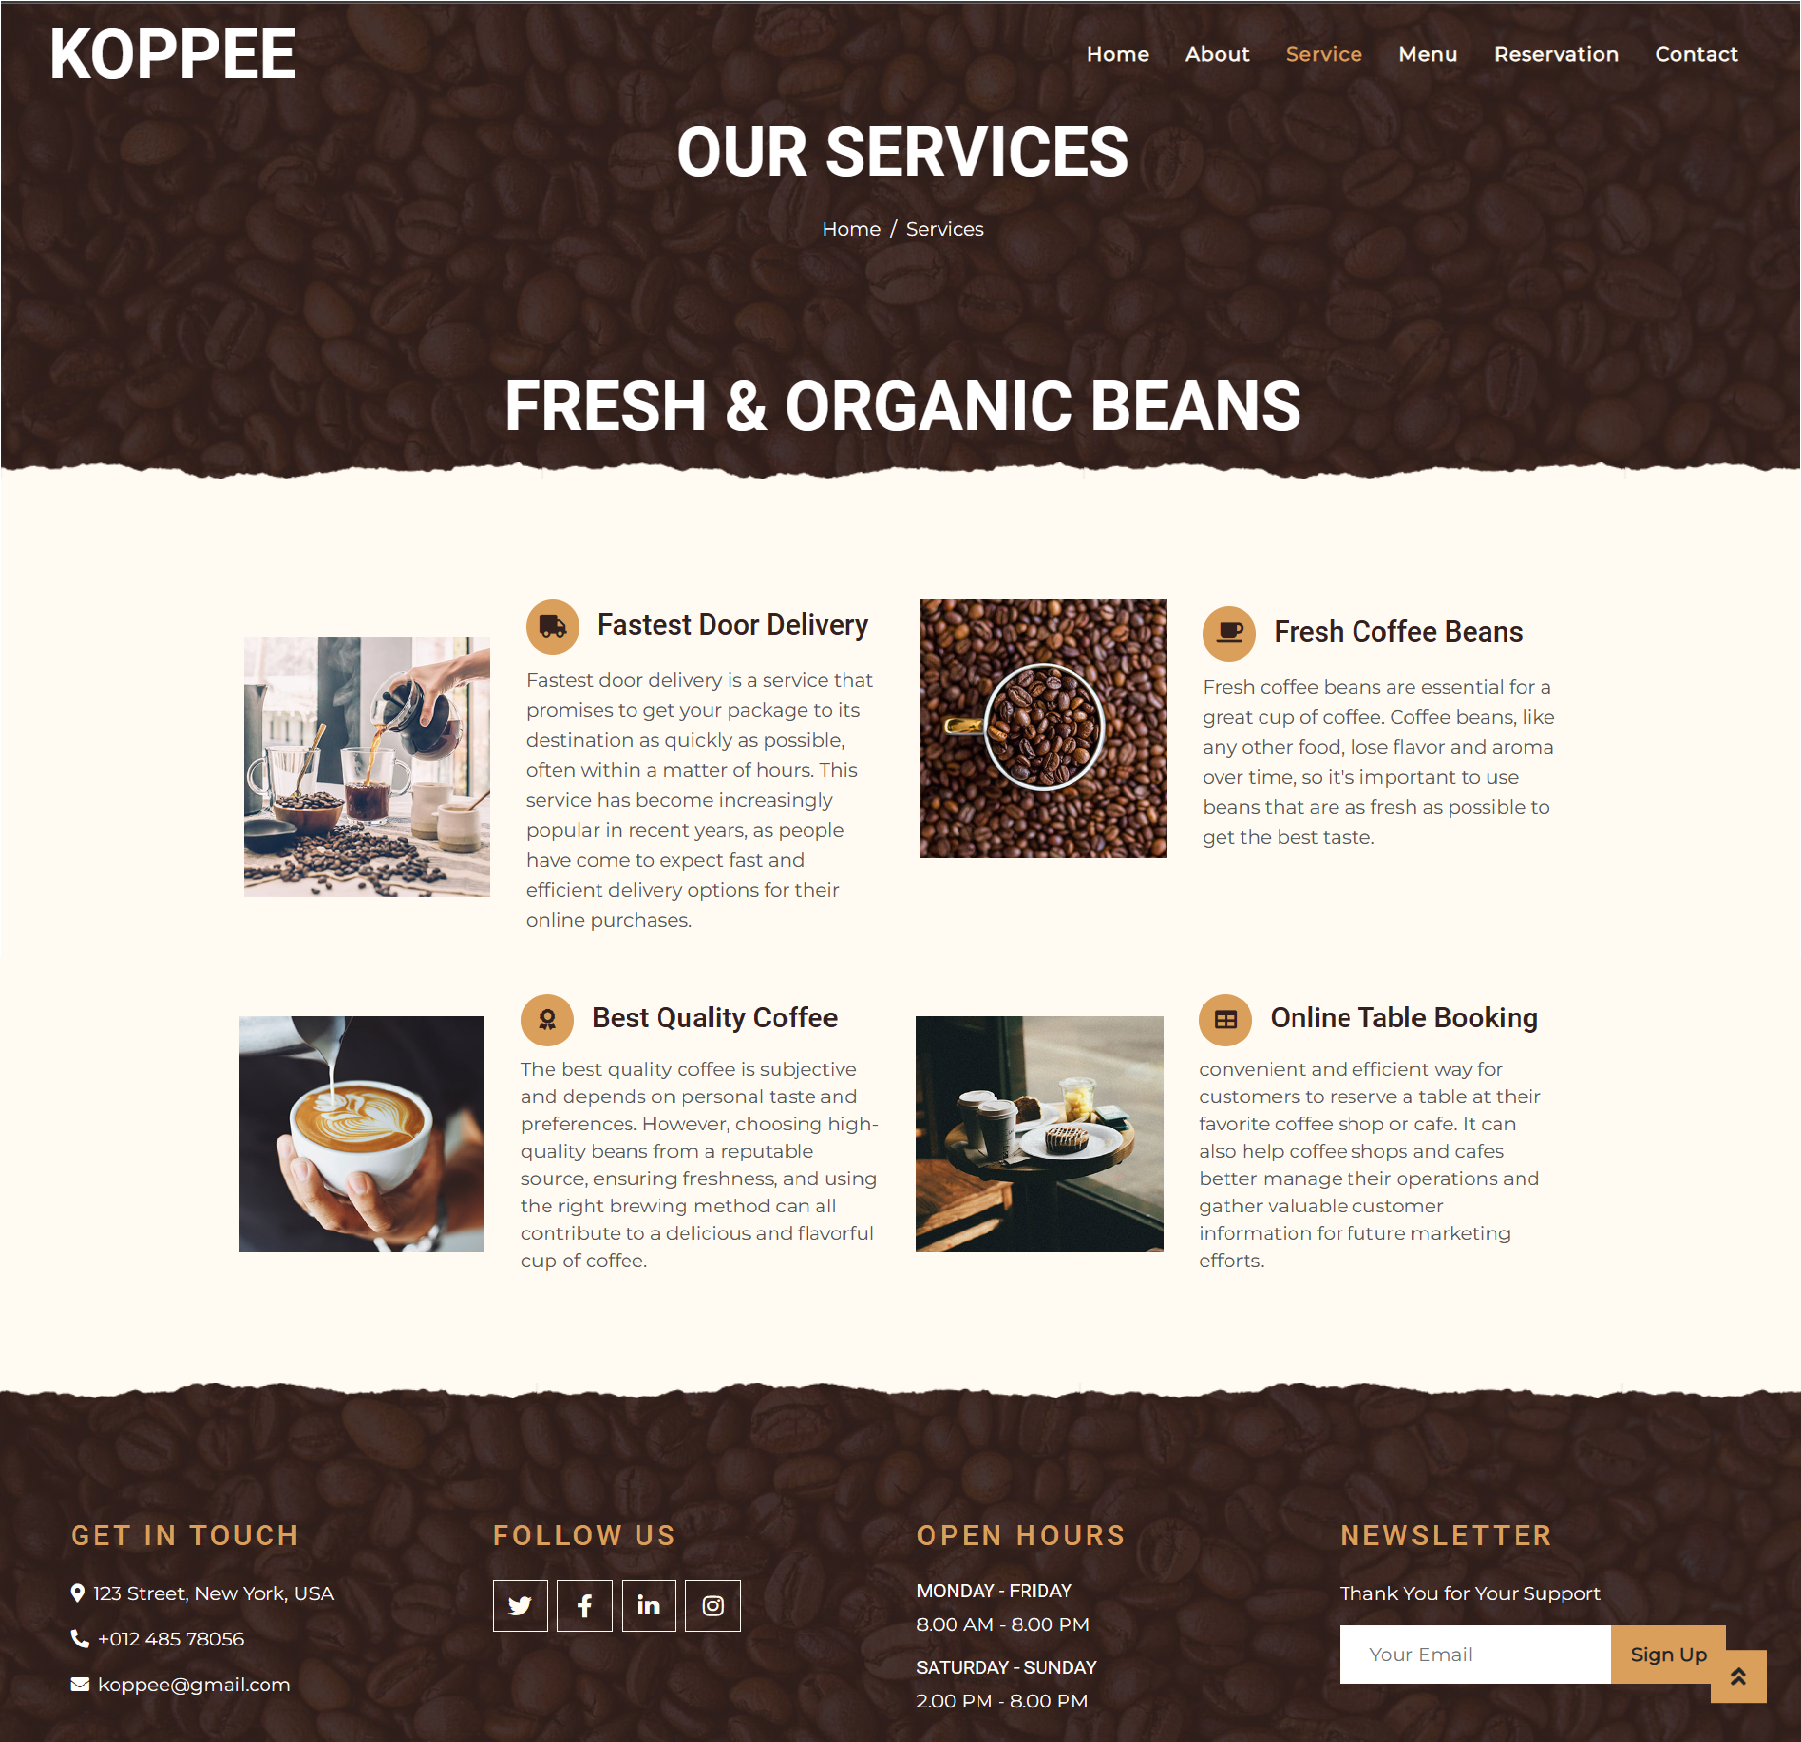 KOPPEE
Home About Service Menu Reservation Contact
OUR SERVICES
Home / Services
FRESH & ORGANIC BEANS
Fastest Door Delivery
Fastest door delivery is a service that
promises to get your package to its
destination as quickly as possible,
often within a matter of hours. This
service has become increasingly
popular in recent years, as people
have come to expect fast and
efficient delivery options for their
online purchases.
Fresh Coffee Beans
Fresh coffee beans are essential for a
great cup of coffee. Coffee beans, like
any other food, lose flavor and aroma
over time, so it's important to use
beans that are as fresh as possible to
get the best taste.
Best Quality Coffee
The best quality coffee is subjective
and depends on personal taste and
preferences. However, choosing high-
quality beans from a reputable
source, ensuring freshness, and using
the right brewing method can all
contribute to a delicious and flavorful
cup of coffee.
Online Table Booking
convenient and efficient way for
customers to reserve a table at their
favorite coffee shop or cafe. It can
also help coffee shops and cafes
better manage their operations and
gather valuable customer
information for future marketing
efforts.
GET IN TOUCH
123 Street, New York, USA
+012 485 78056
koppee@gmail.com
FOLLOW US
OPEN HOURS
MONDAY - FRIDAY
8.00 AM - 8.00 PM
SATURDAY - SUNDAY
2.00 PM - 8.00 PM
NEWSLETTER
Thank You for Your Support
Your Email
Sign Up